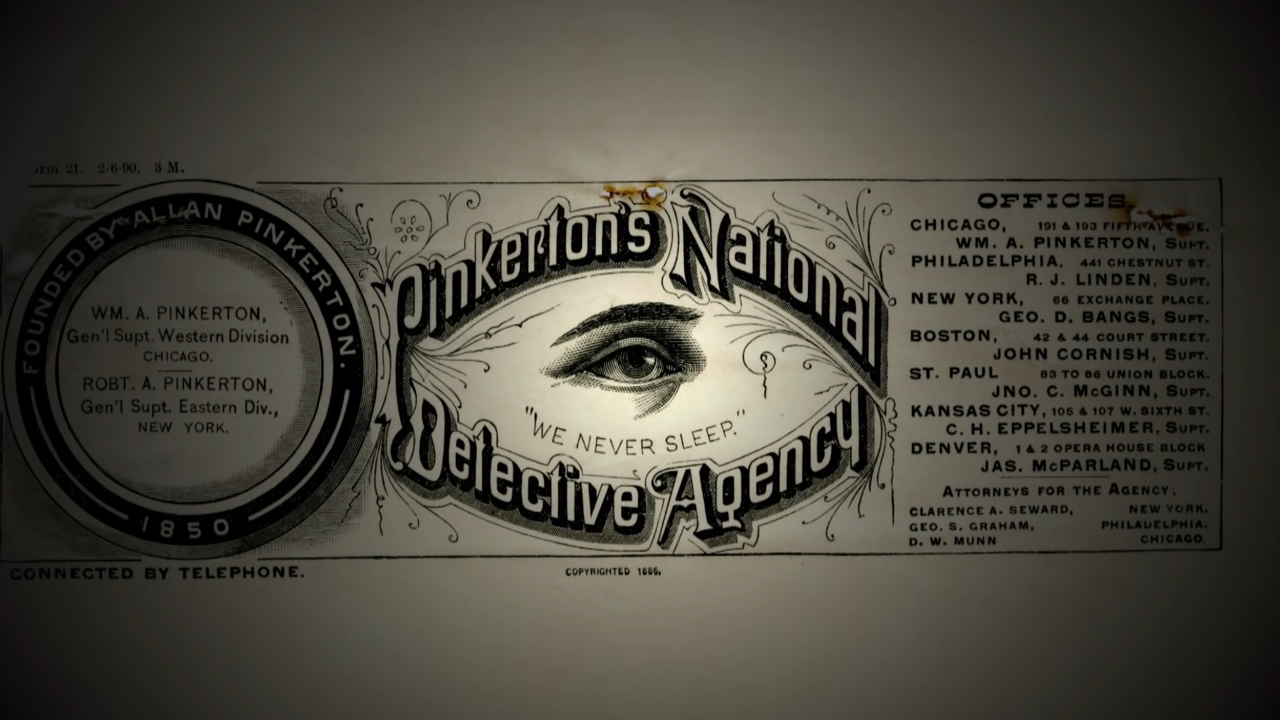 21. 2-6-90. 3 M.
FOUNDED BY ALLAN PINKERTON.
1850
WM. A. PINKERTON,
Gen'l Supt. Western Division
CHICAGO.
ROBT. A. PINKERTON,
Gen'l Supt. Eastern Div.,
NEW YORK.
CONNECTED BY TELEPHONE.
Pinkerton's National
"WE NEVER SLEEP."
Detective Agency
COPYRIGHTED 1886.
OFFICES
CHICAGO, 191 & 193 FIFTH AVENUE.
WM. A. PINKERTON, SUPT.
PHILADELPHIA, 441 CHESTNUT ST.
R. J. LINDEN, SUPT.
NEW YORK, 66 EXCHANGE PLACE.
GEO. D. BANGS, SUPT.
BOSTON, 42 & 44 COURT STREET.
JOHN CORNISH, SUPT.
ST. PAUL 83 TO 86 UNION BLOCK.
JNO. C. McGINN, SUPT.
KANSAS CITY, 106 & 107 W. SIXTH ST.
C. H. EPPELSHEIMER, SUPT.
DENVER, 1 & 2 OPERA HOUSE BLOCK
JAS. McPARLAND, SUPT.
ATTORNEYS FOR THE AGENCY.
CLARENCE A. SEWARD, NEW YORK.
GEO. S. GRAHAM, PHILADELPHIA.
D. W. MUNN CHICAGO.